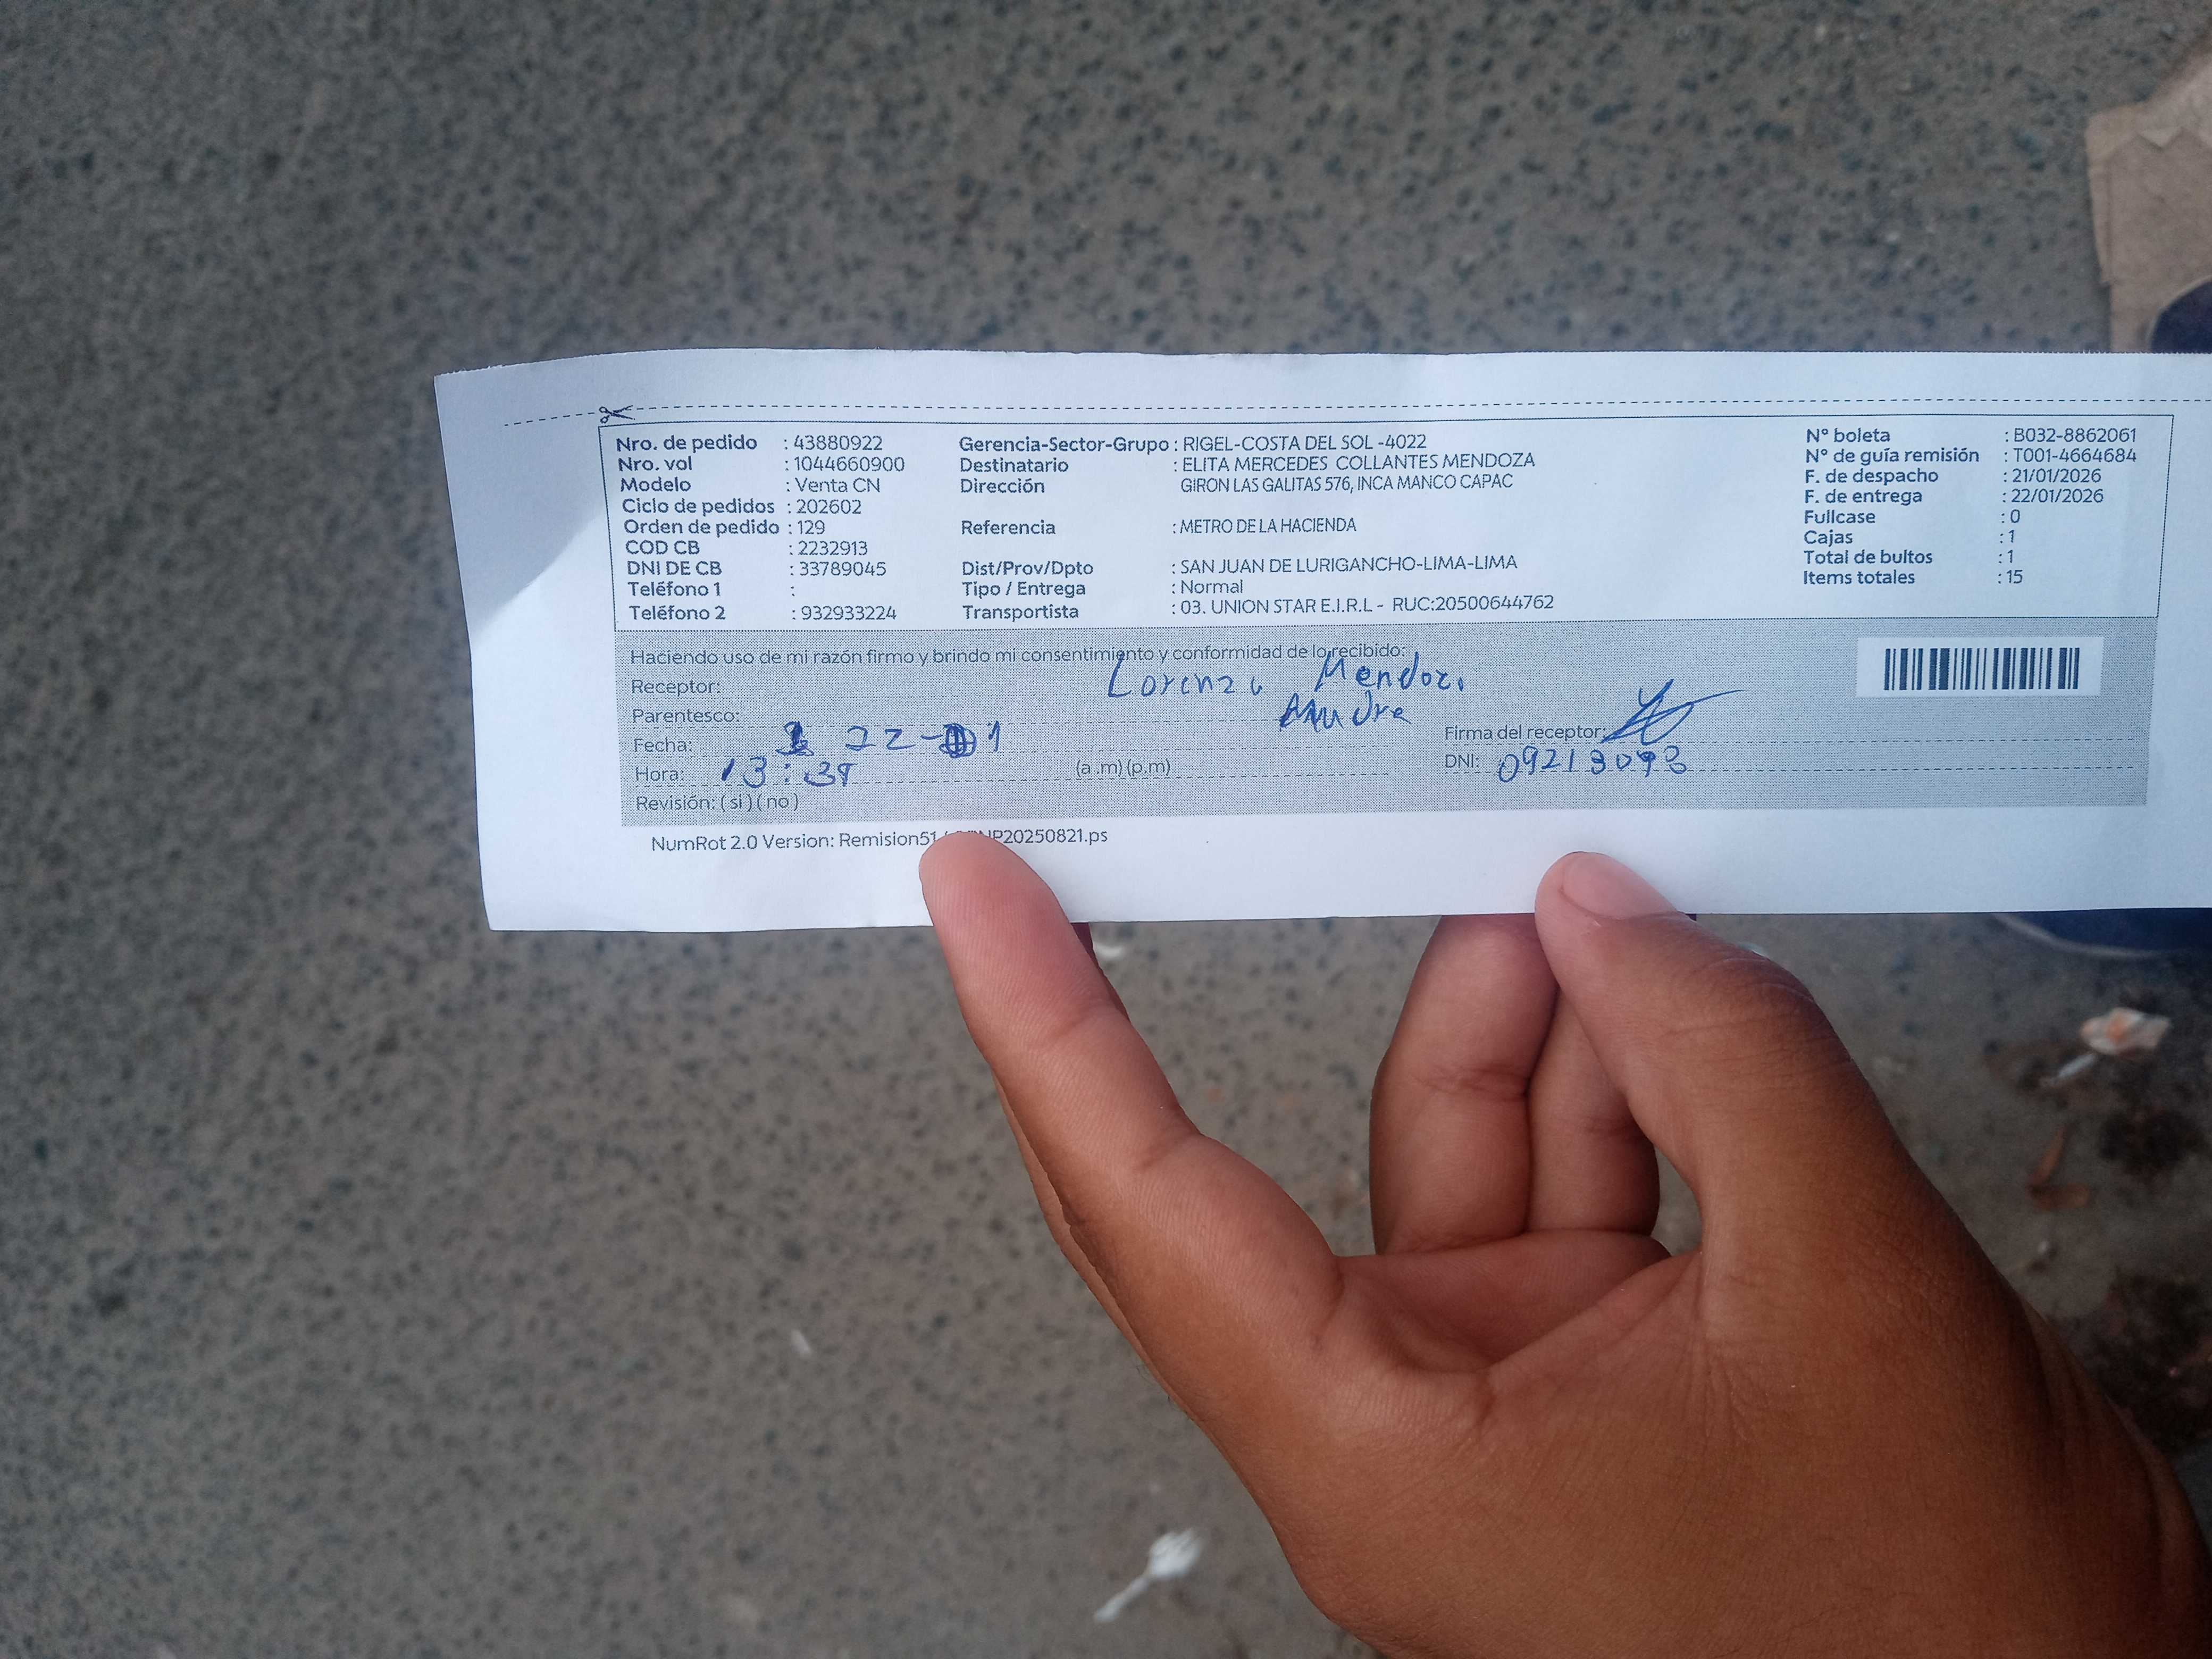 Nro. de pedido : 43880922
Nro. vol : 1044660900
Modelo : Venta CN
Ciclo de pedidos : 202602
Orden de pedido : 129
COD CB : 2232913
DNI DE CB : 33789045
Teléfono 1 :
Teléfono 2 : 932933224
Gerencia-Sector-Grupo : RIGEL-COSTA DEL SOL -4022
Destinatario : ELITA MERCEDES COLLANTES MENDOZA
Dirección GIRON LAS GALITAS 576, INCA MANCO CAPAC
Referencia : METRO DE LA HACIENDA
Dist/Prov/Dpto : SAN JUAN DE LURIGANCHO-LIMA-LIMA
Tipo / Entrega : Normal
Transportista : 03. UNION STAR E.I.R.L - RUC:20500644762
N° boleta : B032-8862061
N° de guía remisión : T001-4664684
F. de despacho : 21/01/2026
F. de entrega : 22/01/2026
Fullcase : 0
Cajas : 1
Total de bultos : 1
Items totales : 15
Haciendo uso de mi razón firmo y brindo mi consentimiento y conformidad de lo recibido:
Receptor: Lorenza Mendoza
Parentesco: Madre
Fecha: 22-01
Firma del receptor:
Hora: 13: (a .m) (p.m)
DNI: 09213093
Revisión: ( si ) ( no )
NumRot 2.0 Version: Remision51 20250821.ps